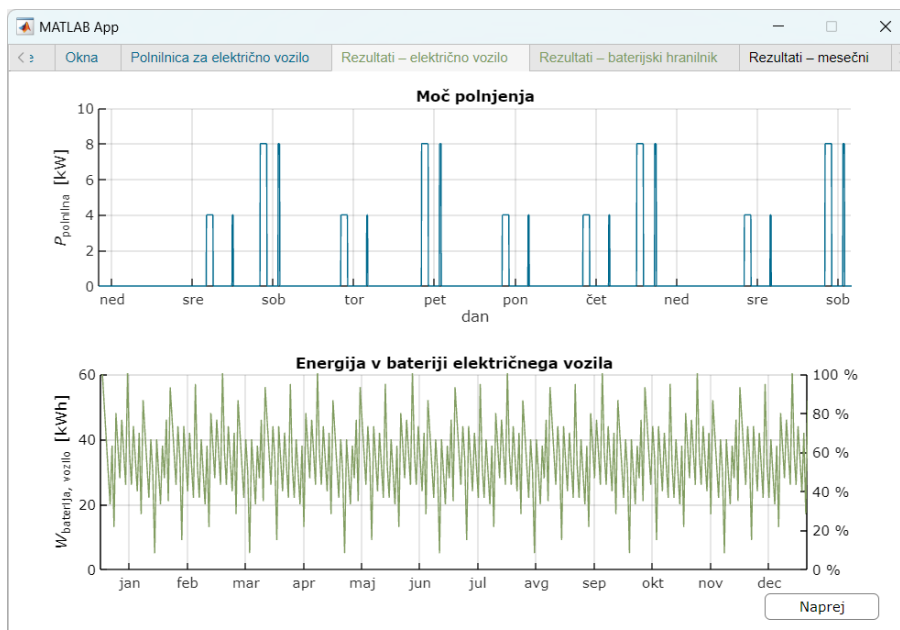 MATLAB App
Okna Polnilnica za električno vozilo Rezultati – električno vozilo Rezultati – baterijski hranilnik Rezultati – mesečni
Moč polnjenja
P polnilna [kW]
10
8
6
4
2
0
ned sre sob tor pet pon čet ned sre sob
dan
Energija v bateriji električnega vozila
W baterija, vozilo [kWh]
60 100 %
80 %
40
60 %
40 %
20
20 %
0 0 %
jan feb mar apr maj jun jul avg sep okt nov dec
Naprej